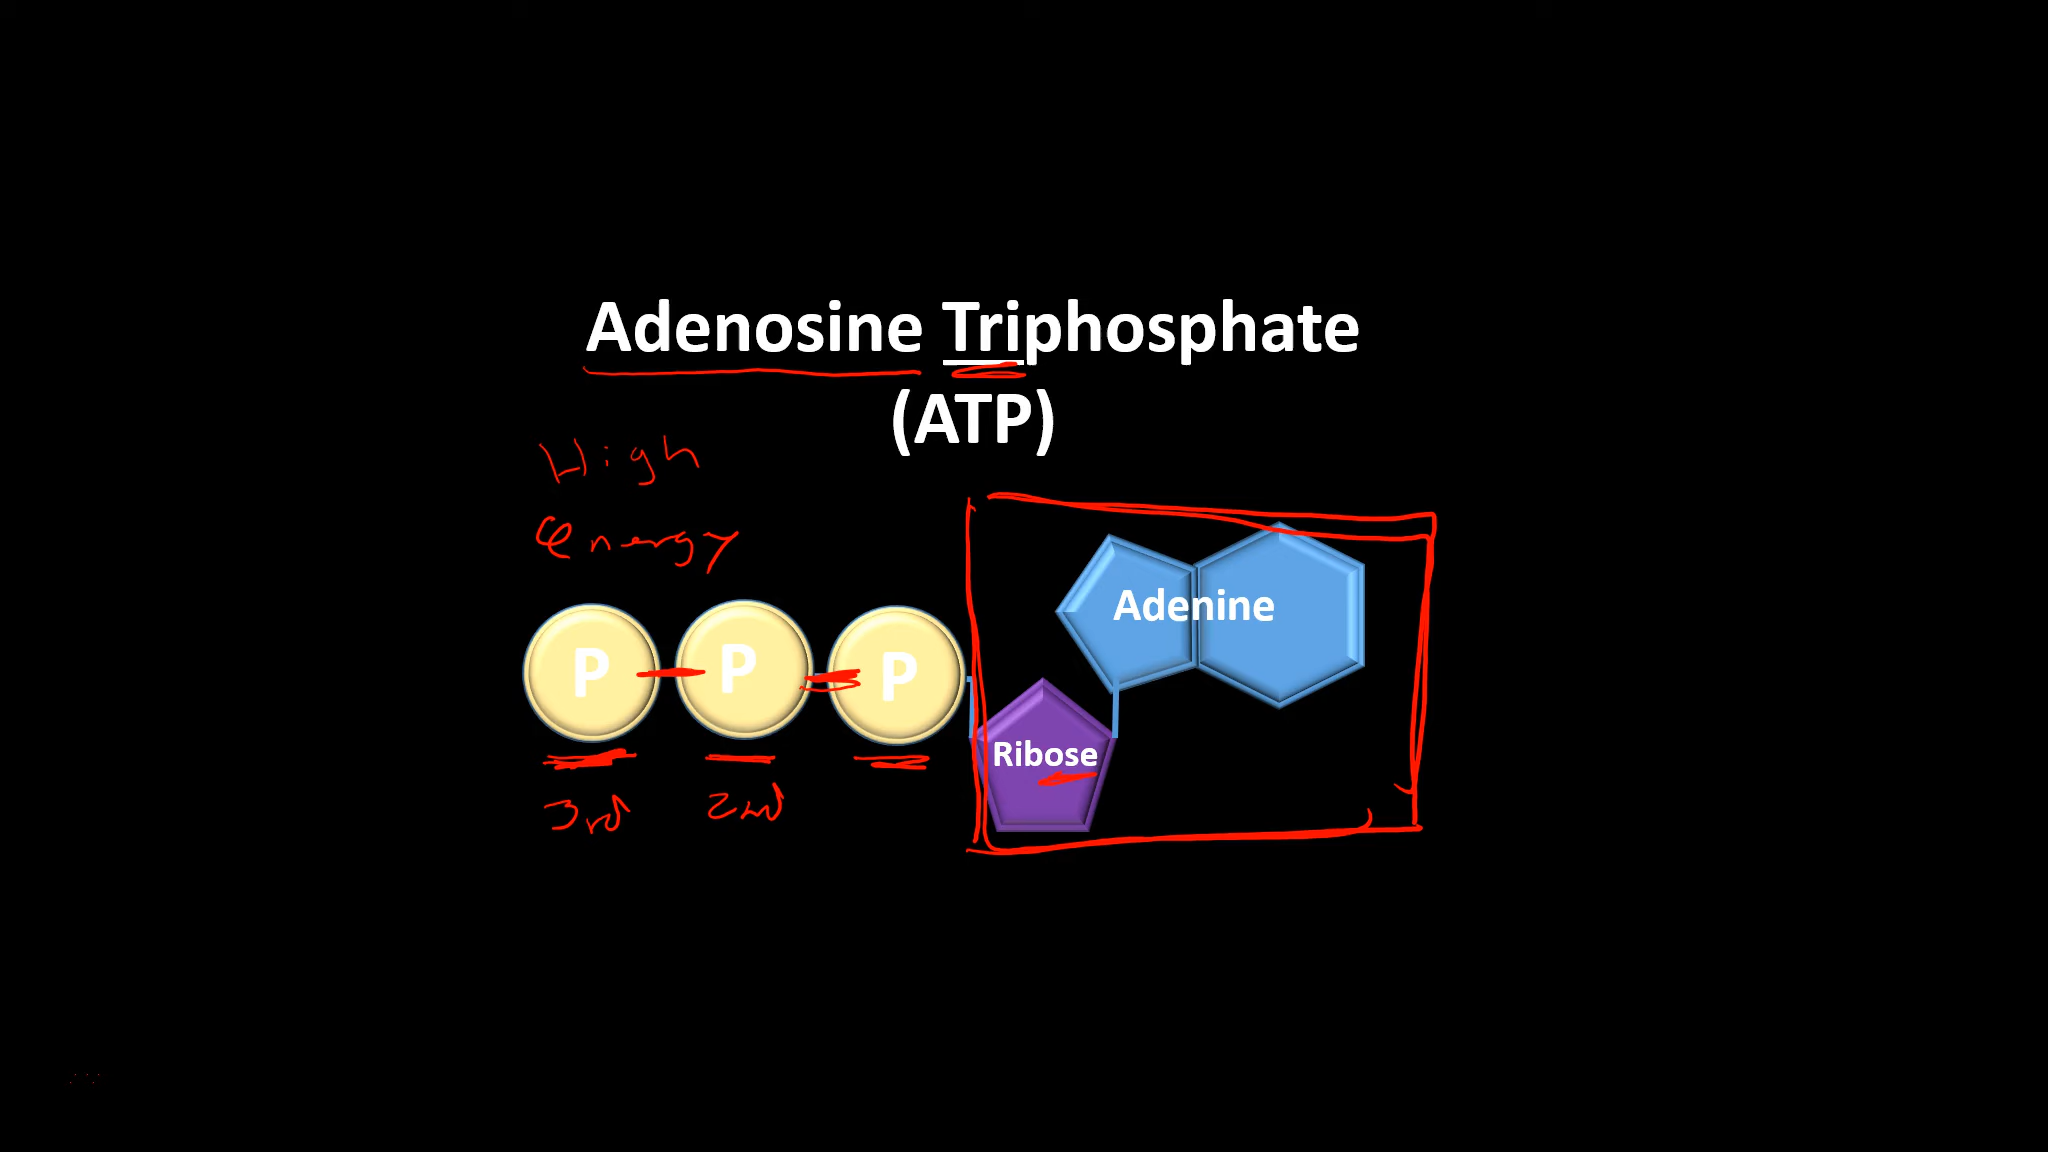 Adenosine Triphosphate
(ATP)
High
energy
Adenine
P P P
Ribose
3rd 2nd